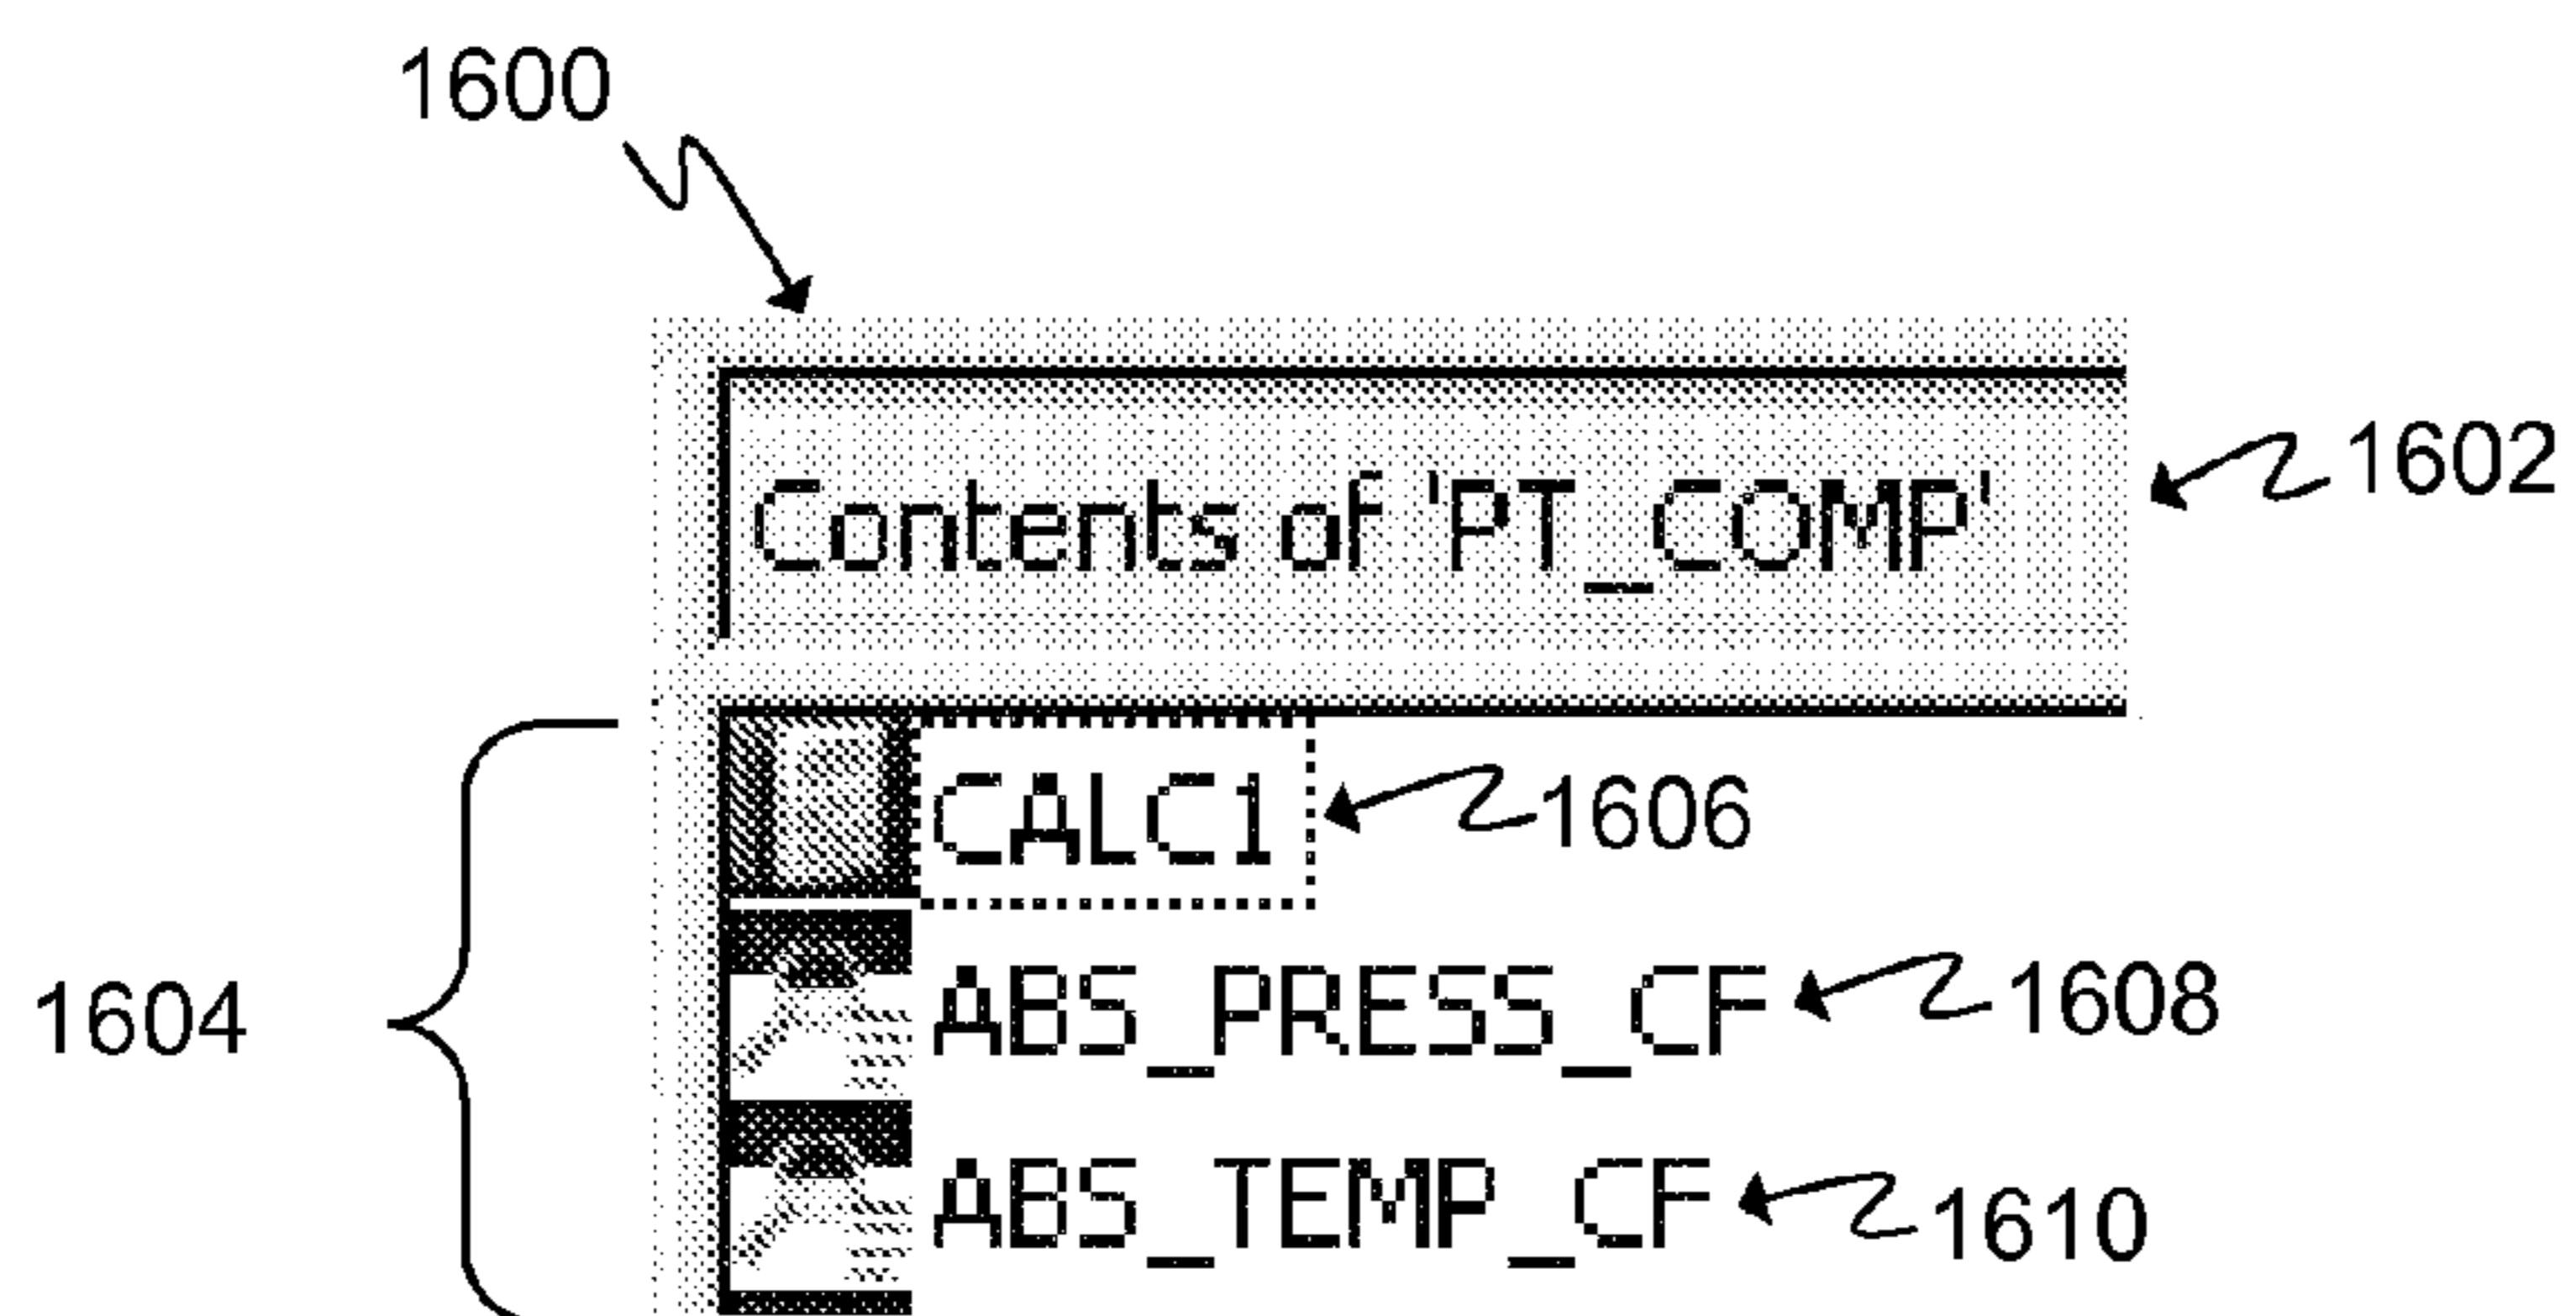 1600
Contents of 'PT_COMP' 1602
CALC1 1606
1604
ABS_PRESS_CF 1608
ABS_TEMP_CF 1610